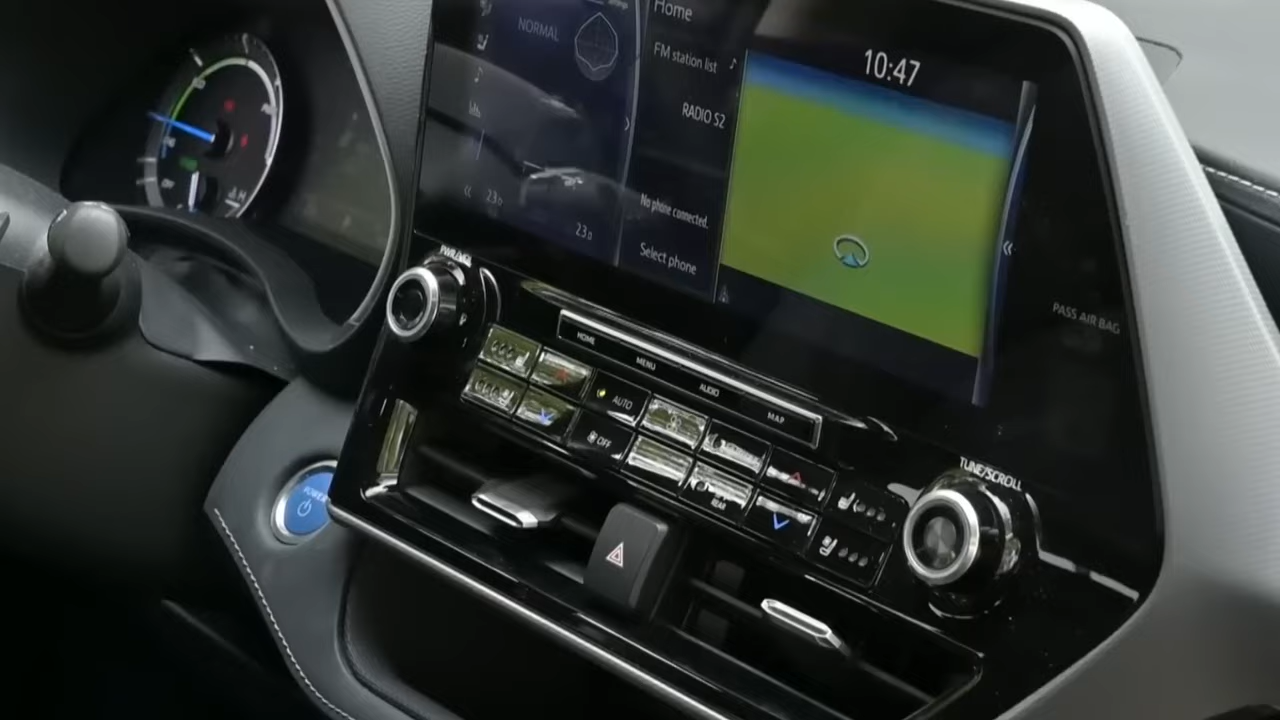 Home
NORMAL
FM station list
10:47
RADIO S2
No phone connected.
23.0
23.0
Select phone
PASS AIR BAG
PWR/VOL
HOME
MENU
AUDIO
MAP
AUTO
OFF
REAR
TUNE/SCROLL
POWER